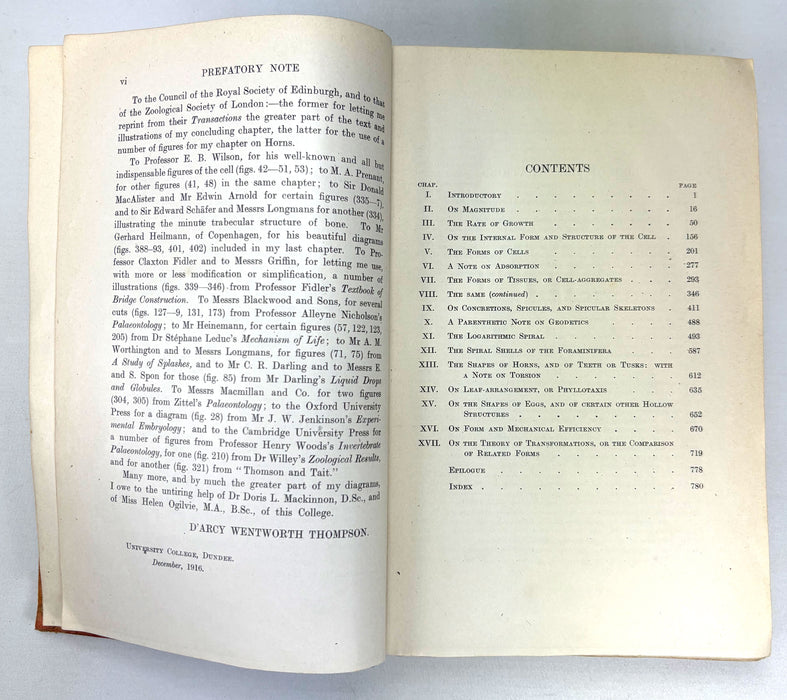 vi
PREFATORY NOTE
To the Council of the Royal Society of Edinburgh, and to that
of the Zoological Society of London:—the former for letting me
reprint from their Transactions the greater part of the text and
illustrations of my concluding chapter, the latter for the use of a
number of figures for my chapter on Horns.
To Professor E. B. Wilson, for his well-known and all but
indispensable figures of the cell (figs. 42—51, 53); to M. A. Prenant,
for other figures (41, 48) in the same chapter; to Sir Donald
MacAlister and Mr Edwin Arnold for certain figures (335—7),
and to Sir Edward Schäfer and Messrs Longmans for another (334),
illustrating the minute trabecular structure of bone. To Mr
Gerhard Heilmann, of Copenhagen, for his beautiful diagrams
(figs. 388-93, 401, 402) included in my last chapter. To Pro-
fessor Claxton Fidler and to Messrs Griffin, for letting me use,
with more or less modification or simplification, a number of
illustrations (figs. 339—346) from Professor Fidler's Textbook of
Bridge Construction. To Messrs Blackwood and Sons, for several
cuts (figs. 127—9, 131, 173) from Professor Alleyne Nicholson's
Palaeontology; to Mr Heinemann, for certain figures (57, 122, 123,
205) from Dr Stéphane Leduc's Mechanism of Life; to Mr A. M.
Worthington and to Messrs Longmans, for figures (71, 75) from
A Study of Splashes, and to Mr C. R. Darling and to Messrs E.
and S. Spon for those (fig. 85) from Mr Darling's Liquid Drops
and Globules. To Messrs Macmillan and Co. for two figures
(304, 305) from Zittel's Palaeontology; to the Oxford University
Press for a diagram (fig. 28) from Mr J. W. Jenkinson's Experi-
mental Embryology; and to the Cambridge University Press for
a number of figures from Professor Henry Woods's Invertebrate
Palaeontology, for one (fig. 210) from Dr Willey's Zoological Results,
and for another (fig. 321) from "Thomson and Tait."
Many more, and by much the greater part of my diagrams,
I owe to the untiring help of Dr Doris L. Mackinnon, D.Sc., and
of Miss Helen Ogilvie, M.A., B.Sc., of this College.
D'ARCY WENTWORTH THOMPSON.
University College, Dundee.
December, 1916.
CONTENTS
CHAP. PAGE
I. Introductory . . . . . . . . 1
II. On Magnitude . . . . . . . . 16
III. The Rate of Growth . . . . . . 50
IV. On the Internal Form and Structure of the Cell . 156
V. The Forms of Cells . . . . . . 201
VI. A Note on Adsorption . . . . . . 277
VII. The Forms of Tissues, or Cell-aggregates . . . 293
VIII. The same (continued) . . . . . . 346
IX. On Concretions, Spicules, and Spicular Skeletons . 411
X. A Parenthetic Note on Geodetics . . . . 488
XI. The Logarithmic Spiral . . . . . 493
XII. The Spiral Shells of the Foraminifera . . . 587
XIII. The Shapes of Horns, and of Teeth or Tusks: with
a Note on Torsion . . . . . . 612
XIV. On Leaf-arrangement, or Phyllotaxis . . . 635
XV. On the Shapes of Eggs, and of certain other Hollow
Structures . . . . . . . . 652
XVI. On Form and Mechanical Efficiency . . . . 670
XVII. On the Theory of Transformations, or the Comparison
of Related Forms . . . . . . 719
Epilogue . . . . . . . . 778
Index . . . . . . . . . 780